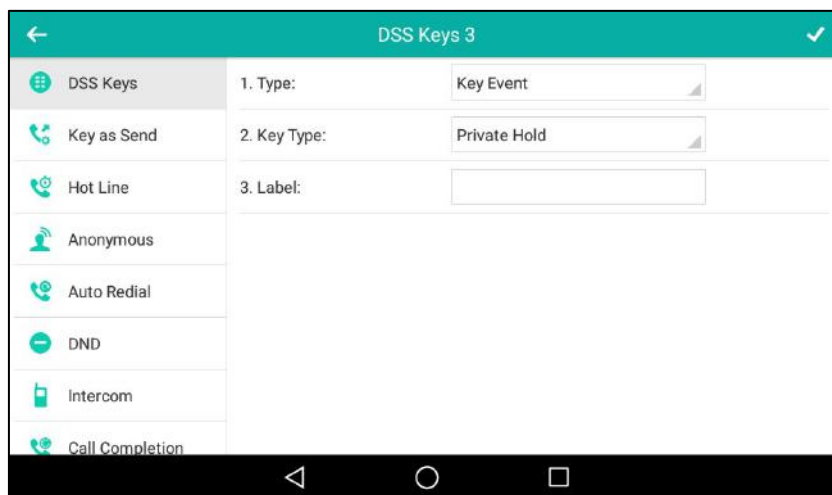 DSS Keys 3
DSS Keys
1. Type:
Key Event
Key as Send
2. Key Type:
Private Hold
Hot Line
3. Label:
Anonymous
Auto Redial
DND
Intercom
Call Completion